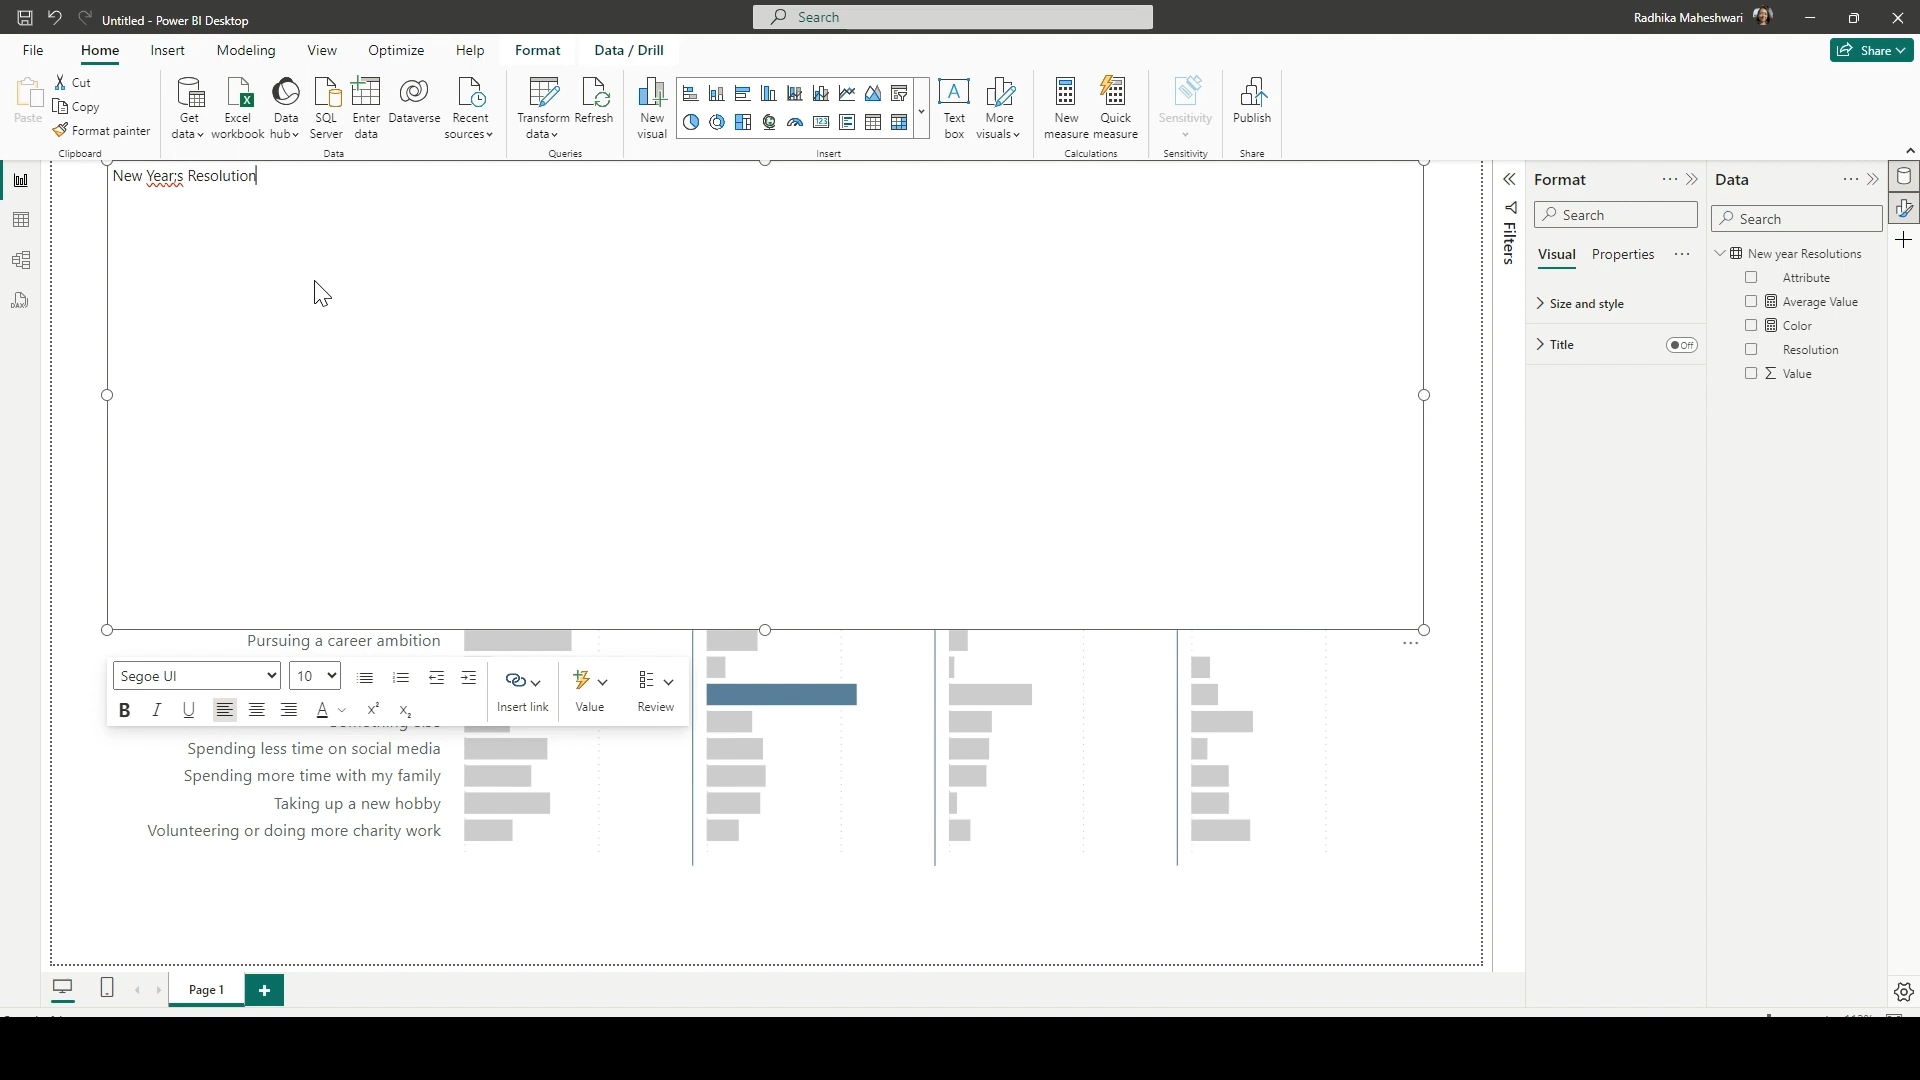 Untitled - Power BI Desktop
Search
Radhika Maheshwari
File
Home
Insert
Modeling
View
Optimize
Help
Format
Data / Drill
Share
Paste
Cut
Copy
Format painter
Clipboard
Get data
Excel workbook
Data hub
SQL Server
Enter data
Dataverse
Recent sources
Data
Transform data
Refresh
Queries
New visual
Text box
More visuals
Insert
New measure
Quick measure
Calculations
Sensitivity
Sensitivity
Publish
Share
New Year;s Resolution
Pursuing a career ambition
Segoe UI
10
Insert link
Value
Review
Spending less time on social media
Spending more time with my family
Taking up a new hobby
Volunteering or doing more charity work
Filters
Format
Search
Visual
Properties
Size and style
Title
Off
Data
Search
New year Resolutions
Attribute
Average Value
Color
Resolution
Value
Page 1